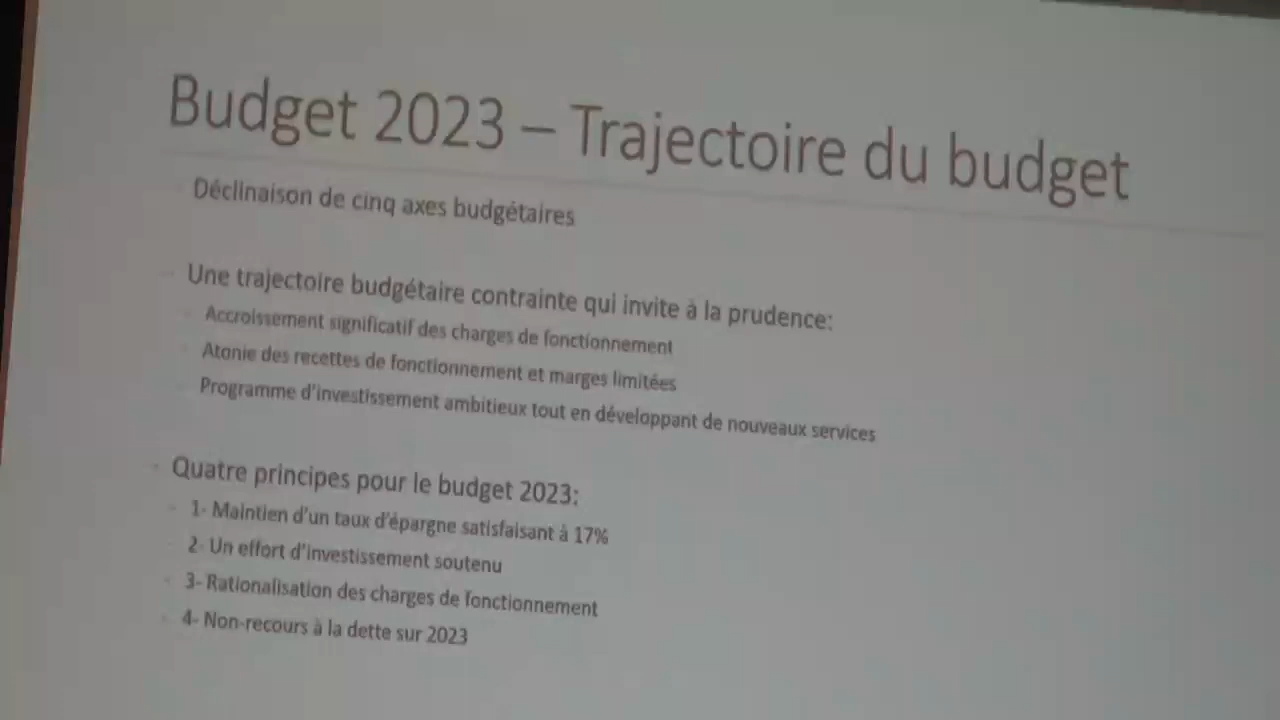 Budget 2023 – Trajectoire du budget
Déclinaison de cinq axes budgétaires
Une trajectoire budgétaire contrainte qui invite à la prudence:
Accroissement significatif des charges de fonctionnement
Atonie des recettes de fonctionnement et marges limitées
Programme d'investissement ambitieux tout en développant de nouveaux services
Quatre principes pour le budget 2023:
1- Maintien d'un taux d'épargne satisfaisant à 17%
2- Un effort d'investissement soutenu
3- Rationalisation des charges de fonctionnement
4- Non-recours à la dette sur 2023